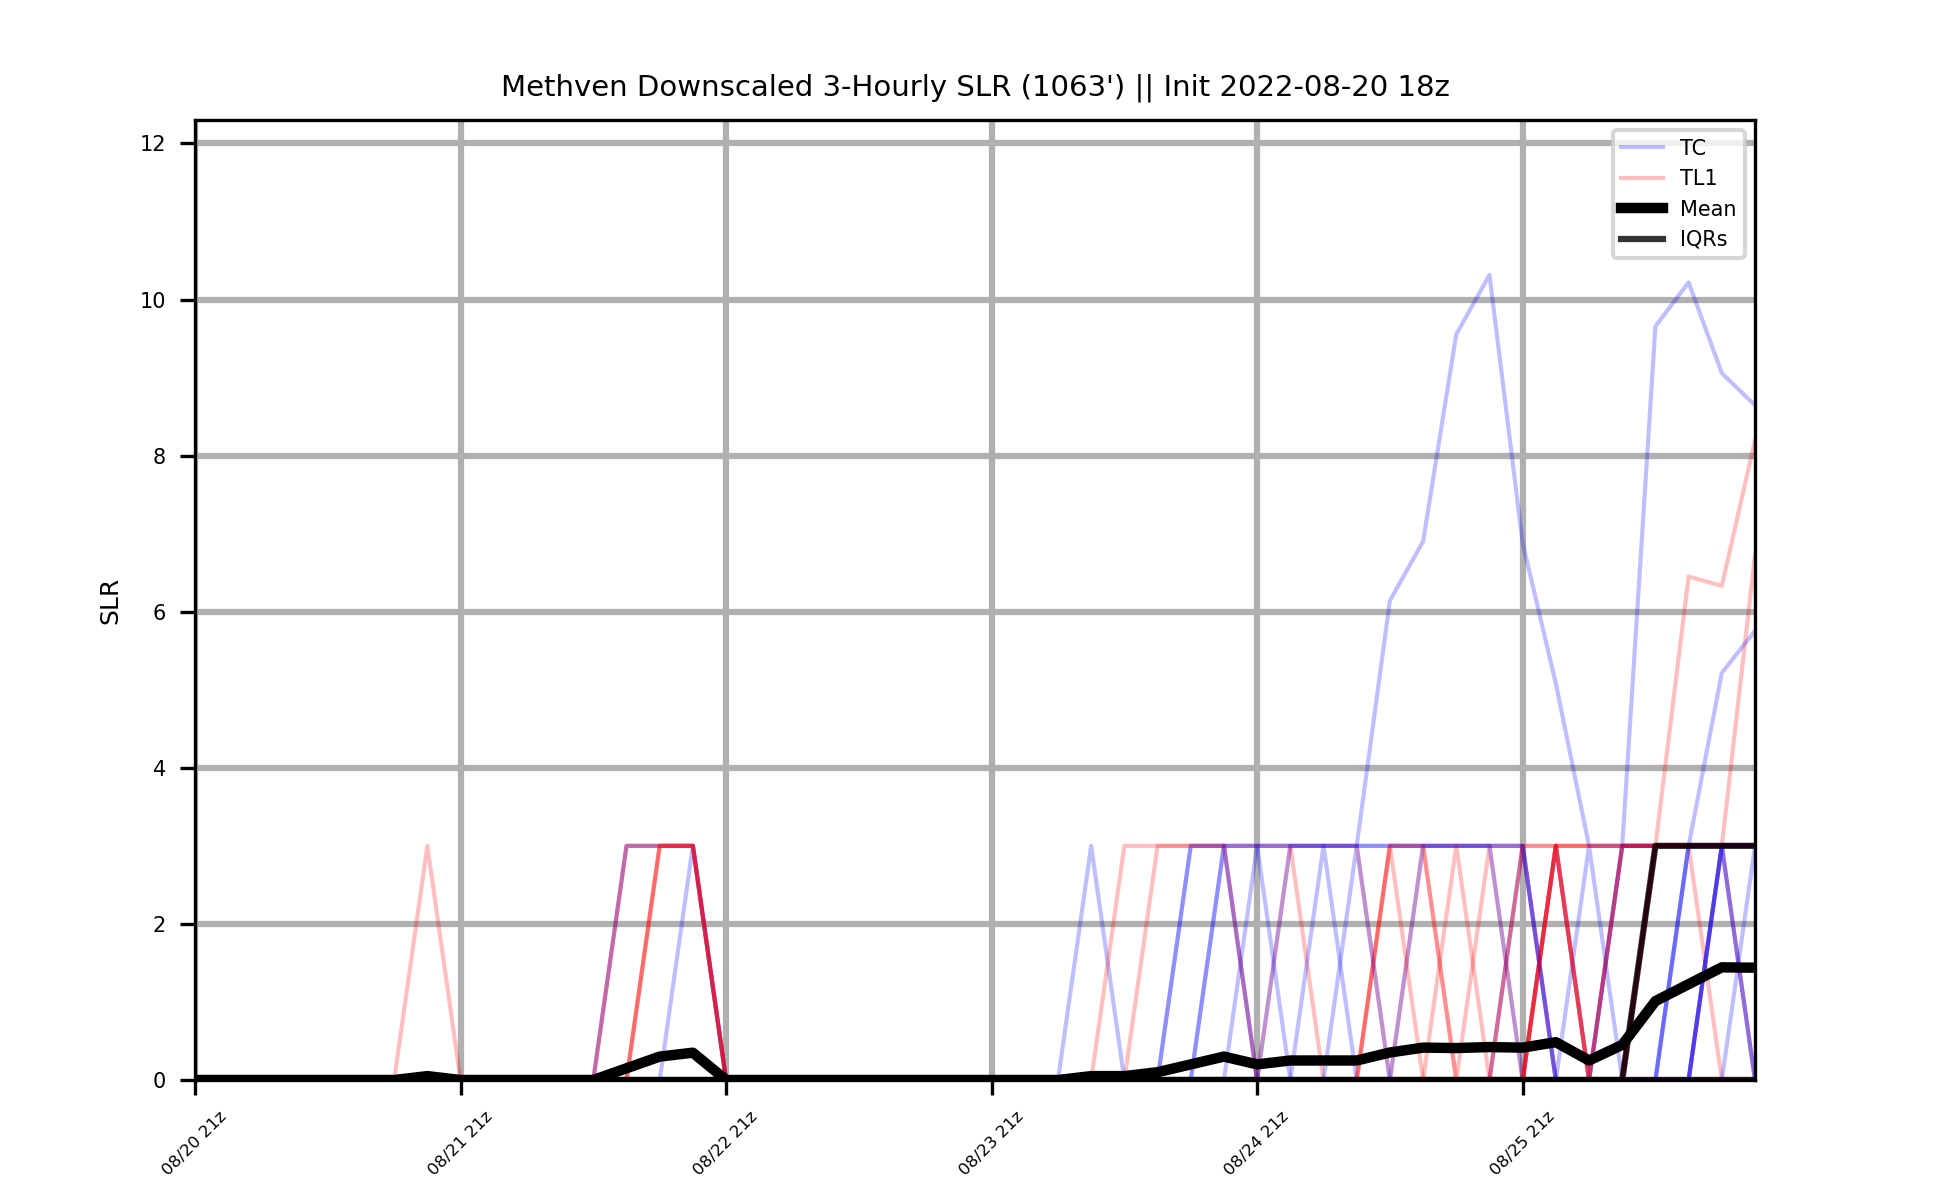 Methven Downscaled 3-Hourly SLR (1063') || Init 2022-08-20 18z
TC
TL1
Mean
IQRs
SLR
12
10
8
6
4
2
0
08/20 21z
08/21 21z
08/22 21z
08/23 21z
08/24 21z
08/25 21z